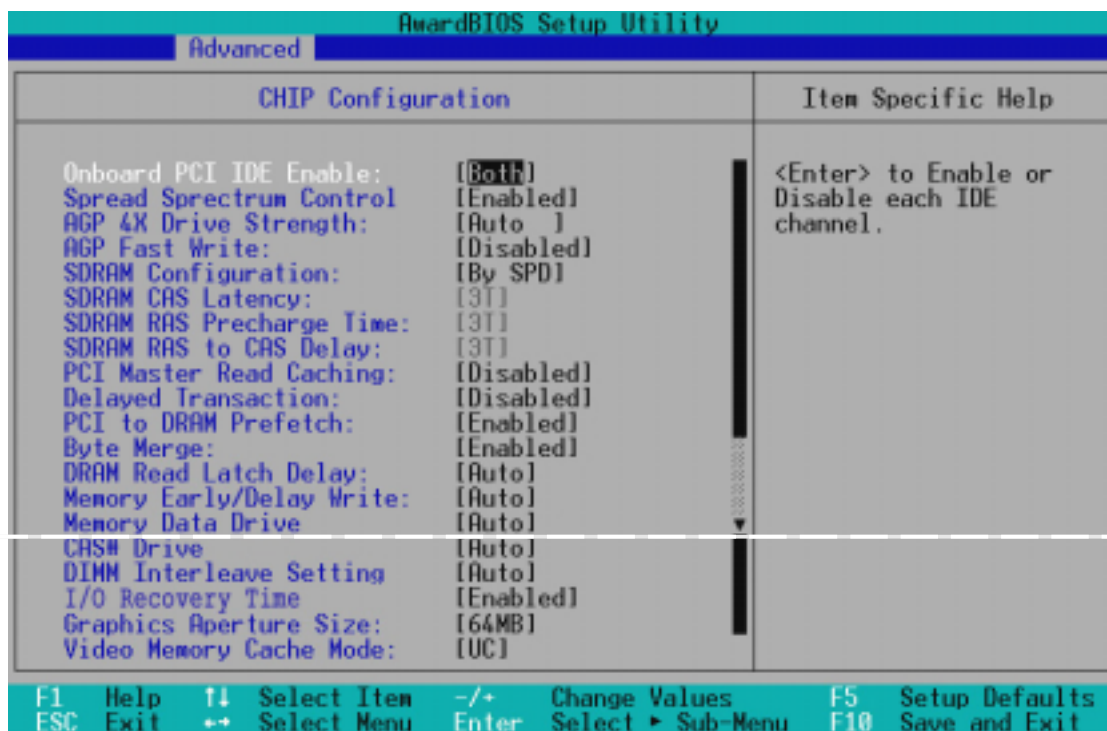 AwardBIOS Setup Utility
Advanced
CHIP Configuration
Item Specific Help
Onboard PCI IDE Enable: [Both]
Spread Sprectrum Control [Enabled]
AGP 4X Drive Strength: [Auto ]
AGP Fast Write: [Disabled]
SDRAM Configuration: [By SPD]
SDRAM CAS Latency: [3T]
SDRAM RAS Precharge Time: [3T]
SDRAM RAS to CAS Delay: [3T]
PCI Master Read Caching: [Disabled]
Delayed Transaction: [Disabled]
PCI to DRAM Prefetch: [Enabled]
Byte Merge: [Enabled]
DRAM Read Latch Delay: [Auto]
Memory Early/Delay Write: [Auto]
Memory Data Drive [Auto]
CAS# Drive [Auto]
DIMM Interleave Setting [Auto]
I/O Recovery Time [Enabled]
Graphics Aperture Size: [64MB]
Video Memory Cache Mode: [UC]
<Enter> to Enable or
Disable each IDE
channel.
F1 Help ↑↓ Select Item -/+ Change Values F5 Setup Defaults
ESC Exit ←→ Select Menu Enter Select ► Sub-Menu F10 Save and Exit